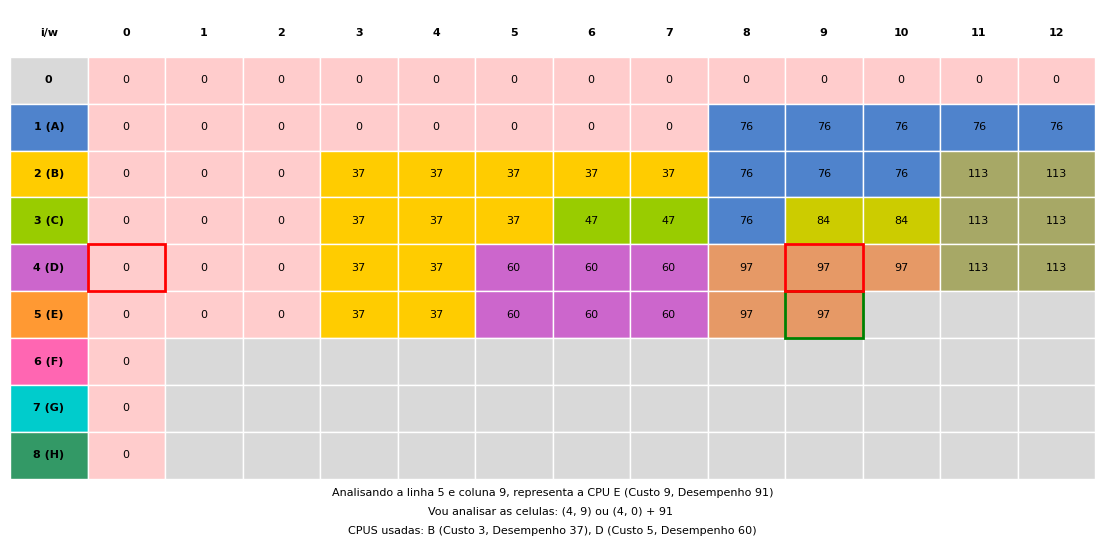 i/w 0 1 2 3 4 5 6 7 8 9 10 11 12
0 0 0 0 0 0 0 0 0 0 0 0 0 0
1 (A) 0 0 0 0 0 0 0 0 76 76 76 76 76
2 (B) 0 0 0 37 37 37 37 37 76 76 76 113 113
3 (C) 0 0 0 37 37 37 47 47 76 84 84 113 113
4 (D) 0 0 0 37 37 60 60 60 97 97 97 113 113
5 (E) 0 0 0 37 37 60 60 60 97 97
6 (F) 0
7 (G) 0
8 (H) 0
Analisando a linha 5 e coluna 9, representa a CPU E (Custo 9, Desempenho 91)
Vou analisar as celulas: (4, 9) ou (4, 0) + 91
CPUS usadas: B (Custo 3, Desempenho 37), D (Custo 5, Desempenho 60)